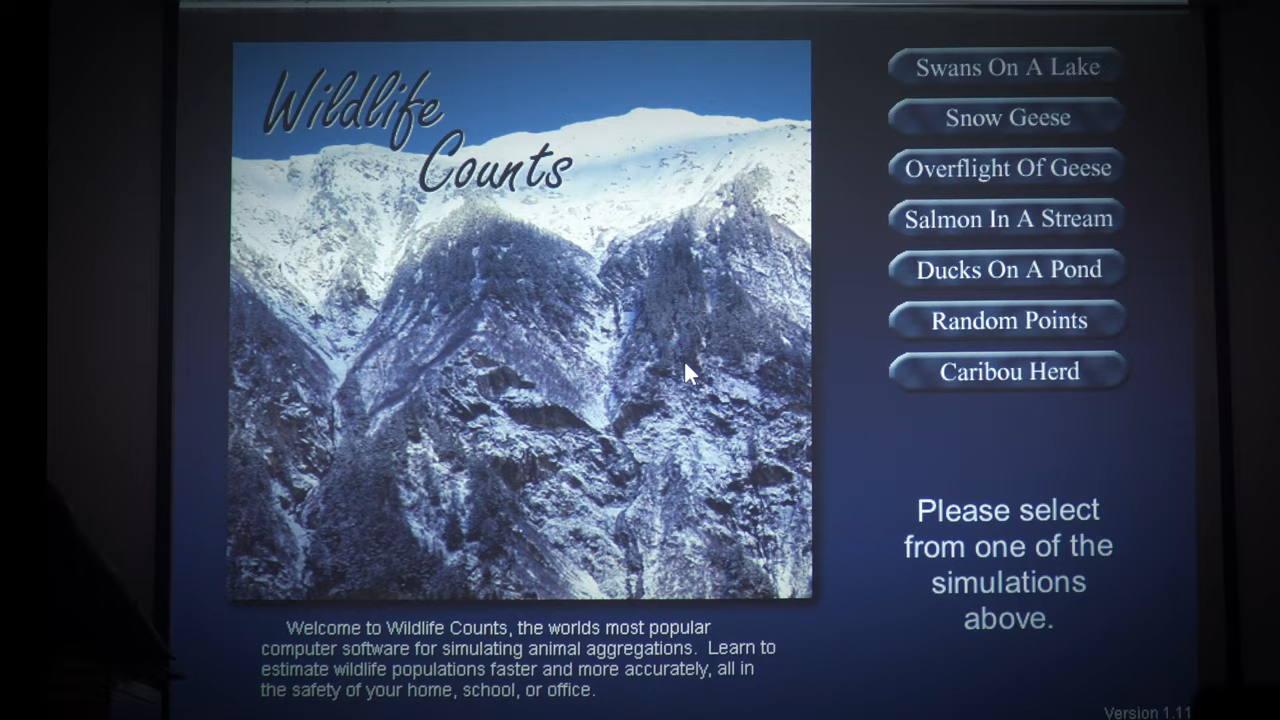 Wildlife
Counts
Swans On A Lake
Snow Geese
Overflight Of Geese
Salmon In A Stream
Ducks On A Pond
Random Points
Caribou Herd
Please select
from one of the
simulations
above.
Welcome to Wildlife Counts, the worlds most popular
computer software for simulating animal aggregations. Learn to
estimate wildlife populations faster and more accurately, all in
the safety of your home, school, or office.
Version 1.11